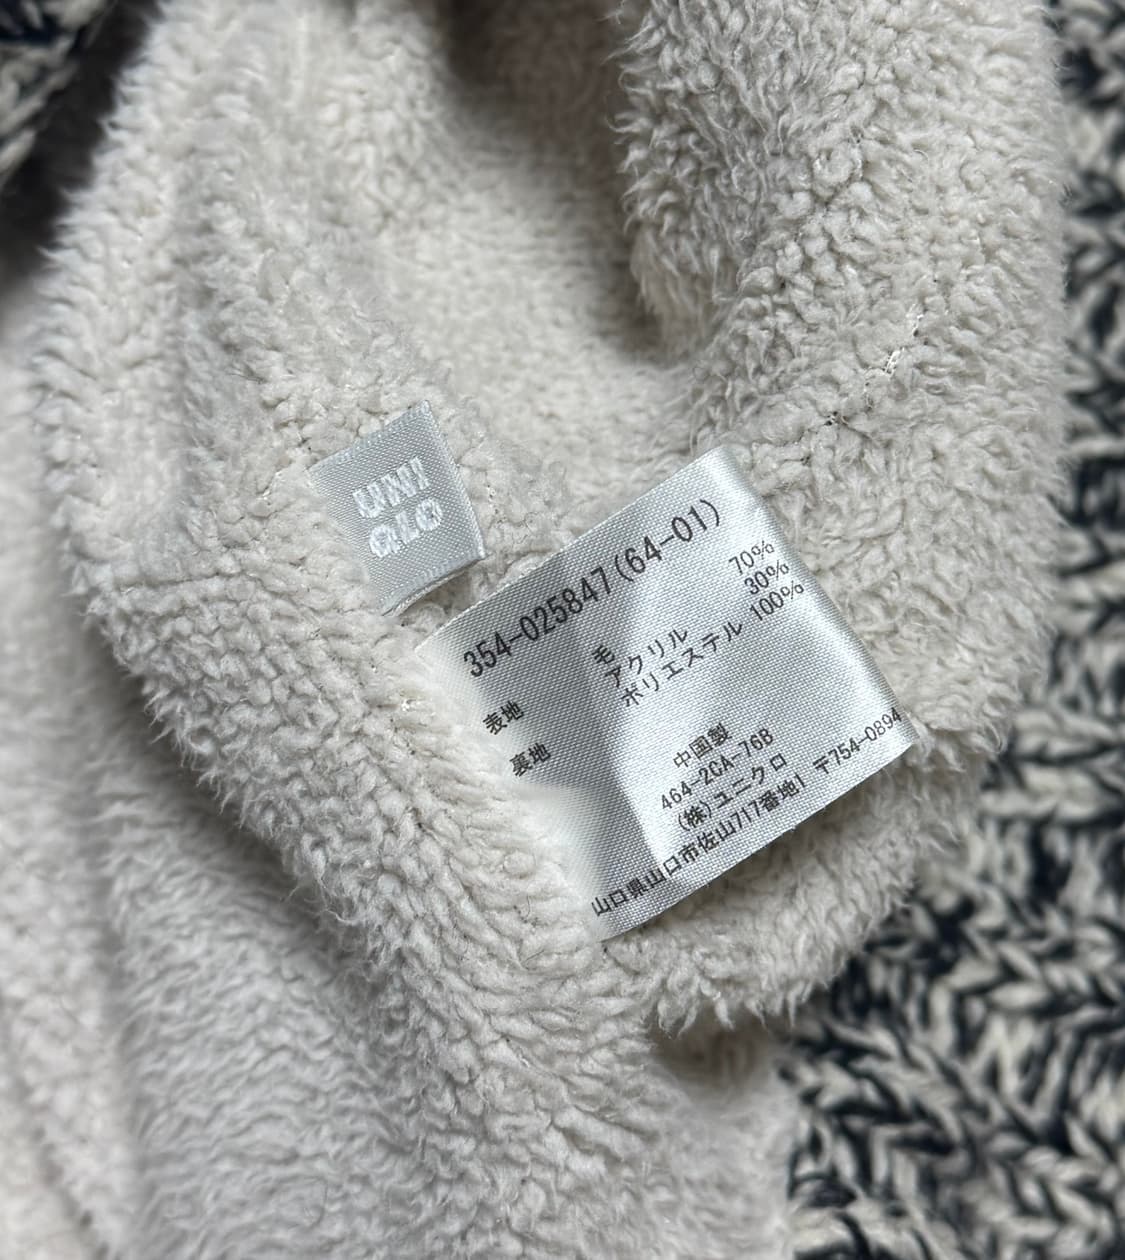 UNI
QLO
354-025847(64-01)
表地 毛 70%
アクリル 30%
裏地 ポリエステル 100%
中国製
464-2CA-76B
(株)ユニクロ
山口県山口市佐山717番地1 〒754-0894